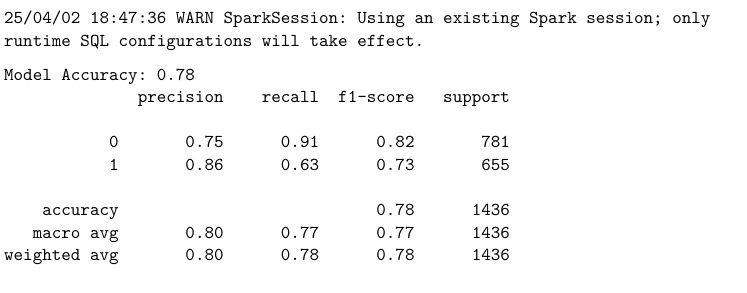 25/04/02 18:47:36 WARN SparkSession: Using an existing Spark session; only
runtime SQL configurations will take effect.
Model Accuracy: 0.78
precision recall f1-score support
0 0.75 0.91 0.82 781
1 0.86 0.63 0.73 655
accuracy 0.78 1436
macro avg 0.80 0.77 0.77 1436
weighted avg 0.80 0.78 0.78 1436